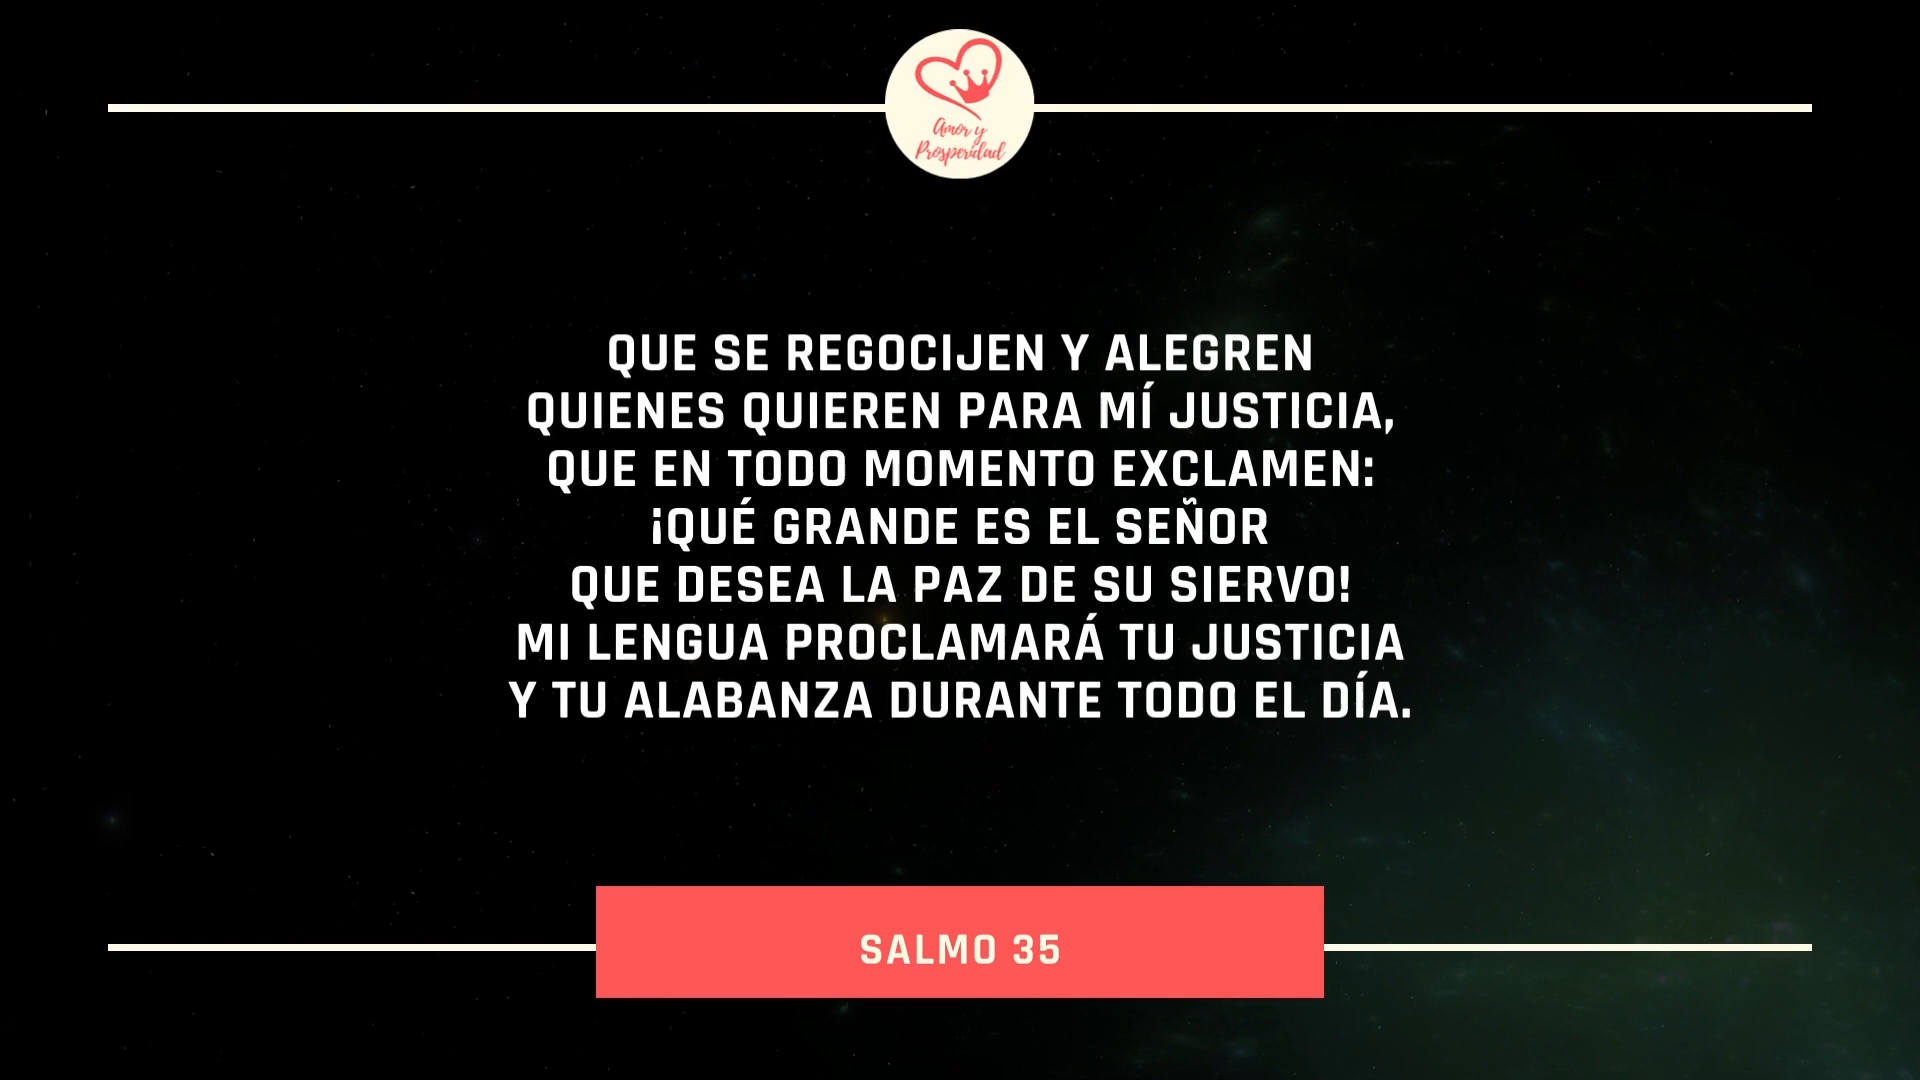 Amor y
Prosperidad
QUE SE REGOCIJEN Y ALEGREN
QUIENES QUIEREN PARA MÍ JUSTICIA,
QUE EN TODO MOMENTO EXCLAMEN:
¡QUÉ GRANDE ES EL SEÑOR
QUE DESEA LA PAZ DE SU SIERVO!
MI LENGUA PROCLAMARÁ TU JUSTICIA
Y TU ALABANZA DURANTE TODO EL DÍA.
SALMO 35